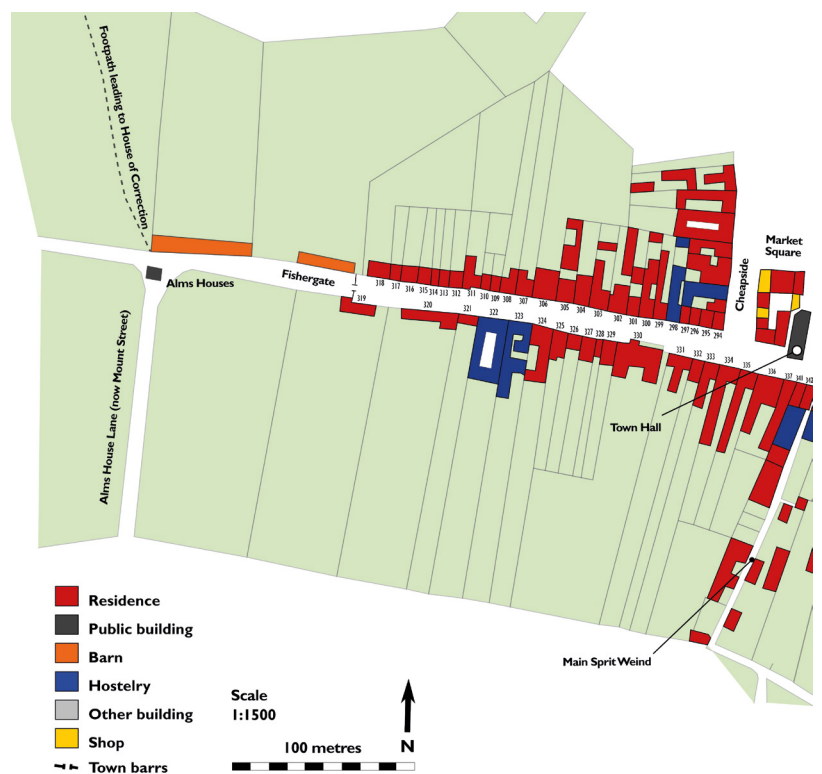 Footpath leading to House of Correction
Market
Square
Cheapside
Alms Houses
Fishergate
318 317 316 315 314 313 312 311 310 309 308 307 306 305 304 303 302 301 300 299 298 297 296 295 294
319 320 321 322 323 324 325 326 327 328 329 330 331 332 333 334 335 336 337 341 342
Alms House Lane (now Mount Street)
Town Hall
Main Sprit Weind
Residence
Public building
Barn
Hostelry
Other building
Shop
Town barrs
Scale
1:1500
100 metres
N